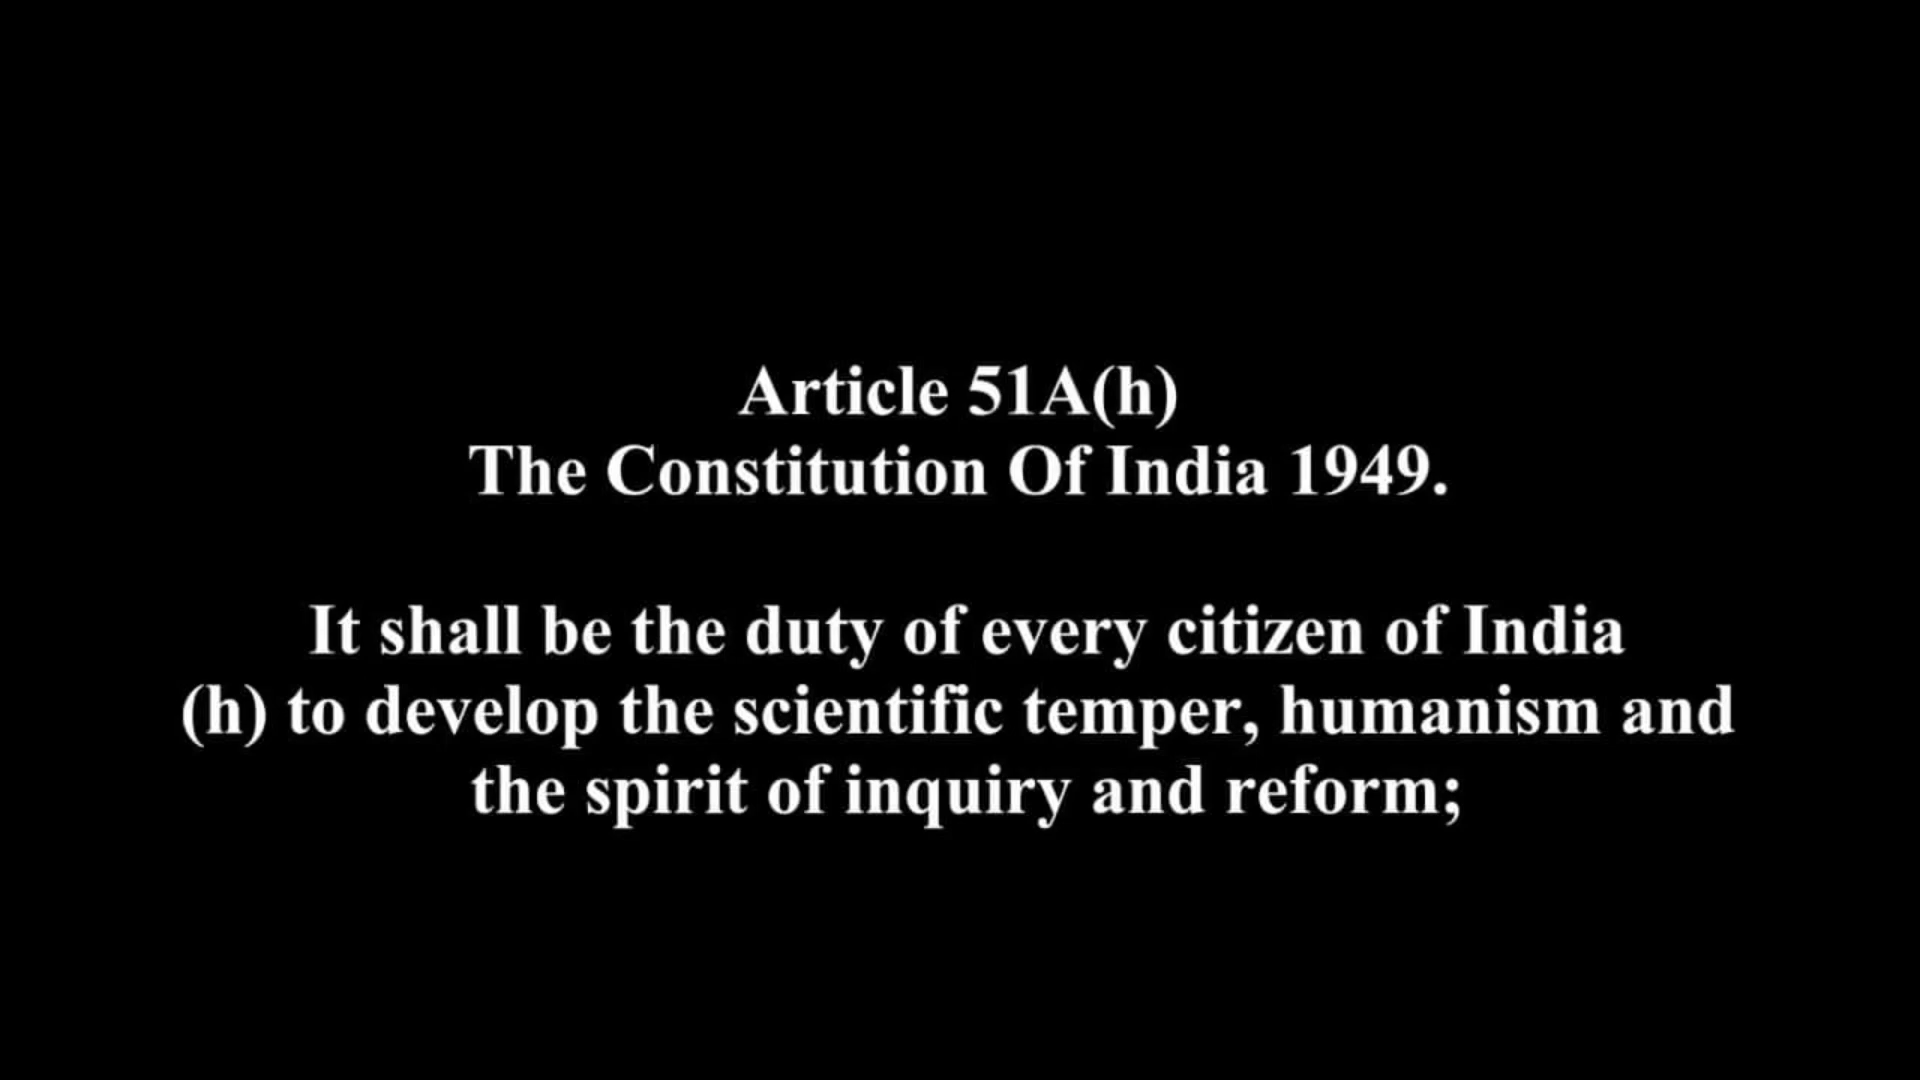 Article 51A(h)
The Constitution Of India 1949.
It shall be the duty of every citizen of India
(h) to develop the scientific temper, humanism and
the spirit of inquiry and reform;